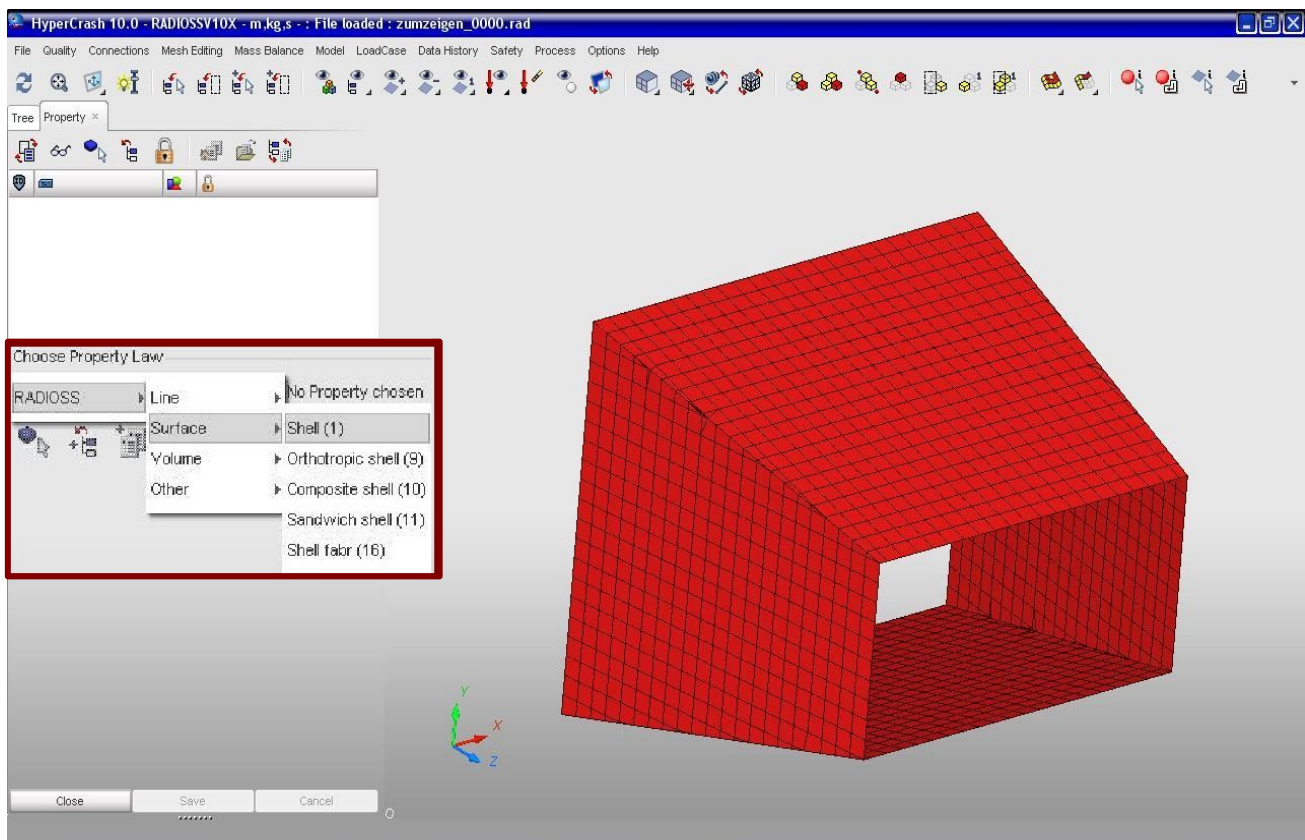 HyperCrash 10.0 - RADIOSSV10X - m,kg,s - : File loaded : zumzeigen_0000.rad
File Quality Connections Mesh Editing Mass Balance Model LoadCase Data History Safety Process Options Help
Tree Property
Choose Property Law
RADIOSS Line No Property chosen
Surface Shell (1)
Volume Orthotropic shell (9)
Other Composite shell (10)
Sandwich shell (11)
Shell fabr (16)
Y
X
Z
Close Save Cancel